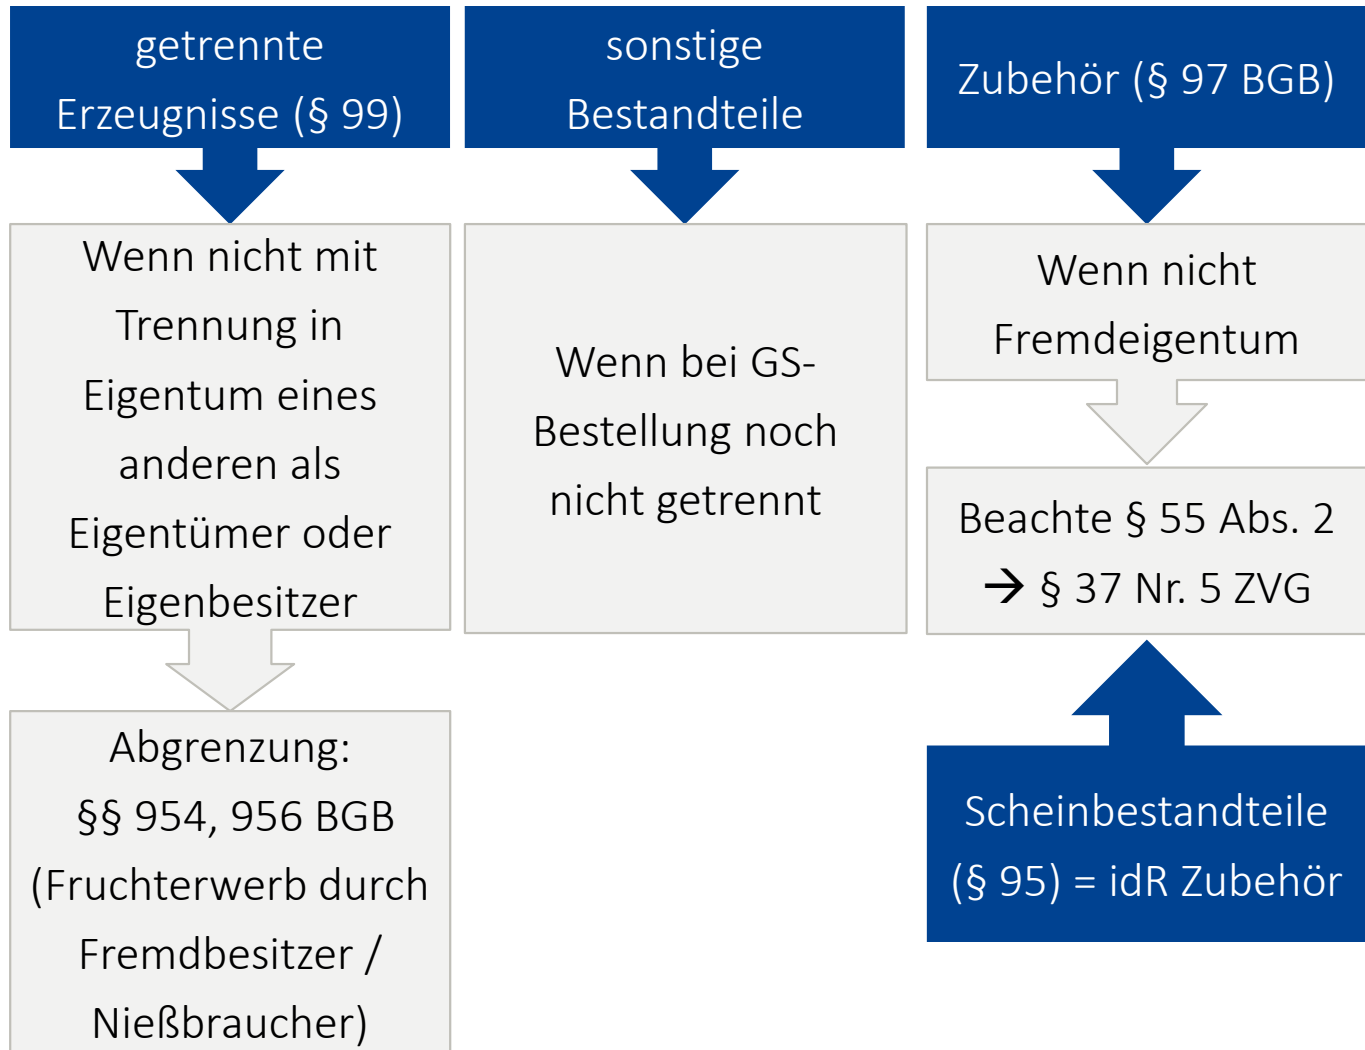 getrennte
Erzeugnisse (§ 99)
Wenn nicht mit
Trennung in
Eigentum eines
anderen als
Eigentümer oder
Eigenbesitzer
Abgrenzung:
§§ 954, 956 BGB
(Fruchterwerb durch
Fremdbesitzer /
Nießbraucher)
sonstige
Bestandteile
Wenn bei GS-
Bestellung noch
nicht getrennt
Zubehör (§ 97 BGB)
Wenn nicht
Fremdeigentum
Beachte § 55 Abs. 2
→ § 37 Nr. 5 ZVG
Scheinbestandteile
(§ 95) = idR Zubehör